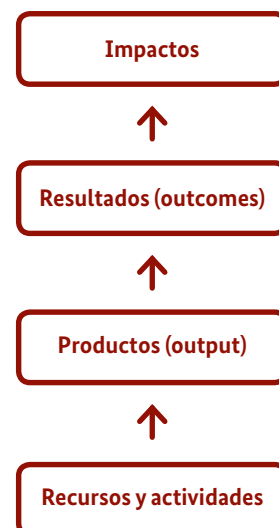 Impactos
Resultados (outcomes)
Productos (output)
Recursos y actividades